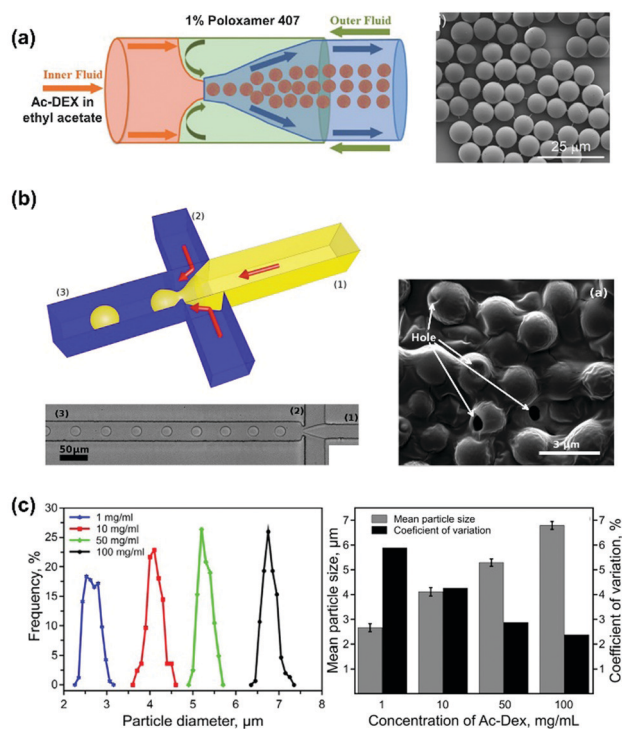 (a)
1% Poloxamer 407
Outer Fluid
Inner Fluid
Ac-DEX in
ethyl acetate
25 µm
(b)
(2)
(3)
(1)
(3)
(2)
(1)
50µm
(a)
Hole
3 µm
(c)
30
25
20
15
10
5
0
Frequency, %
1 mg/ml
10 mg/ml
50 mg/ml
100 mg/ml
2 3 4 5 6 7 8
Particle diameter, µm
Mean particle size
Coeficient of variation
7
6
5
4
3
2
1
Mean particle size, µm
7%
6
5
4
3
2
1
Coefficient of variation, %
1 10 50 100
Concentration of Ac-Dex, mg/mL